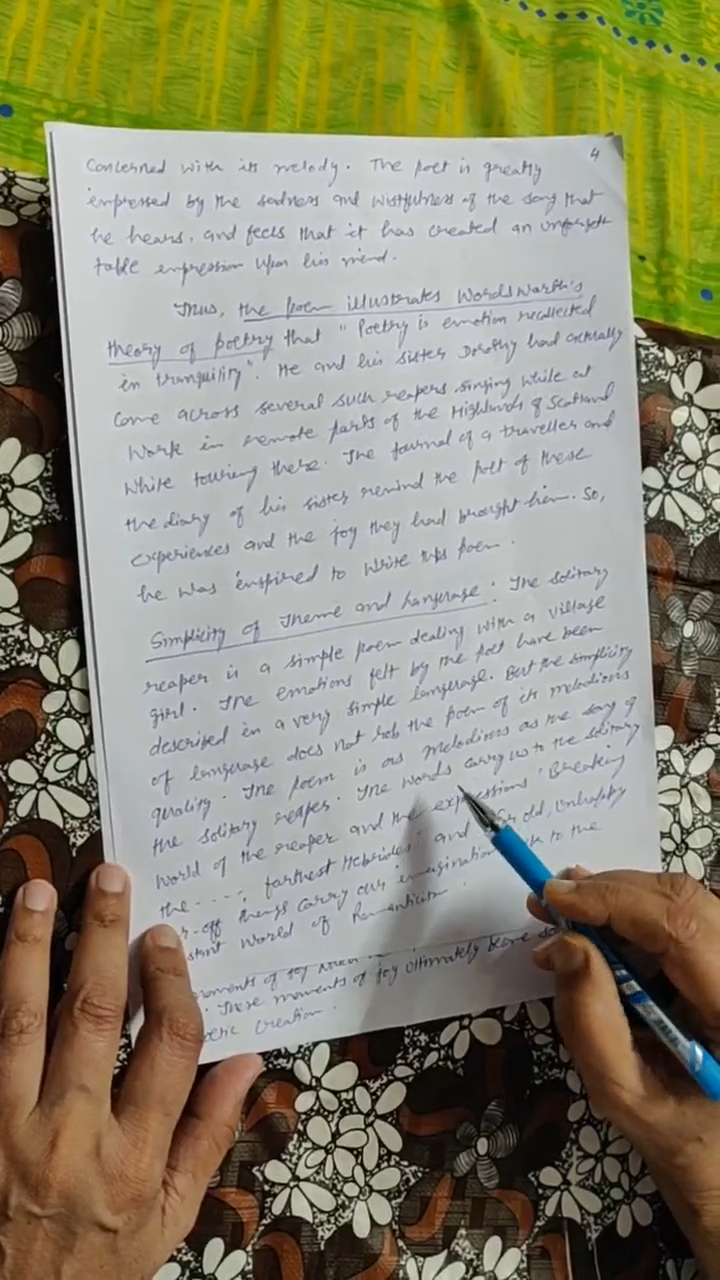 4
Concerned with its melody. The poet is greatly
expressed by the sadness and wistfulness of the song that
he hears. and feels that it has created an unforget-
table expression upon his mind.
Thus, the poem illustrates Wordswarth's
theory of poetry that "Poetry is emotion recollected
in tranquility". He and his sister Dorothy had actually
Come across several such reapers singing while at
work in remote parts of the Highlands of Scotland
while touring there. The Journal of a traveller and
the diary of his sister remind the poet of these
experiences and the joy they had brought him. So,
he was inspired to write this poem.
Simplicity of Theme and Language : The Solitary
reaper is a simple poem dealing with a village
girl. The emotions felt by the poet have been
described in a very simple language. But the simplicity
of language does not rob the poem of its melodious
quality. The poem is as melodious as the song of
the solitary reaper. The words carry us to the solitary
world of the reaper and the expressions 'Breaking
the ---- farthest Hebrides' and old, unhappy
r-off things carry our imagination to the
stant world of Romanticism.
moments of joy
. These moments of joy ultimately become
oetic creation.